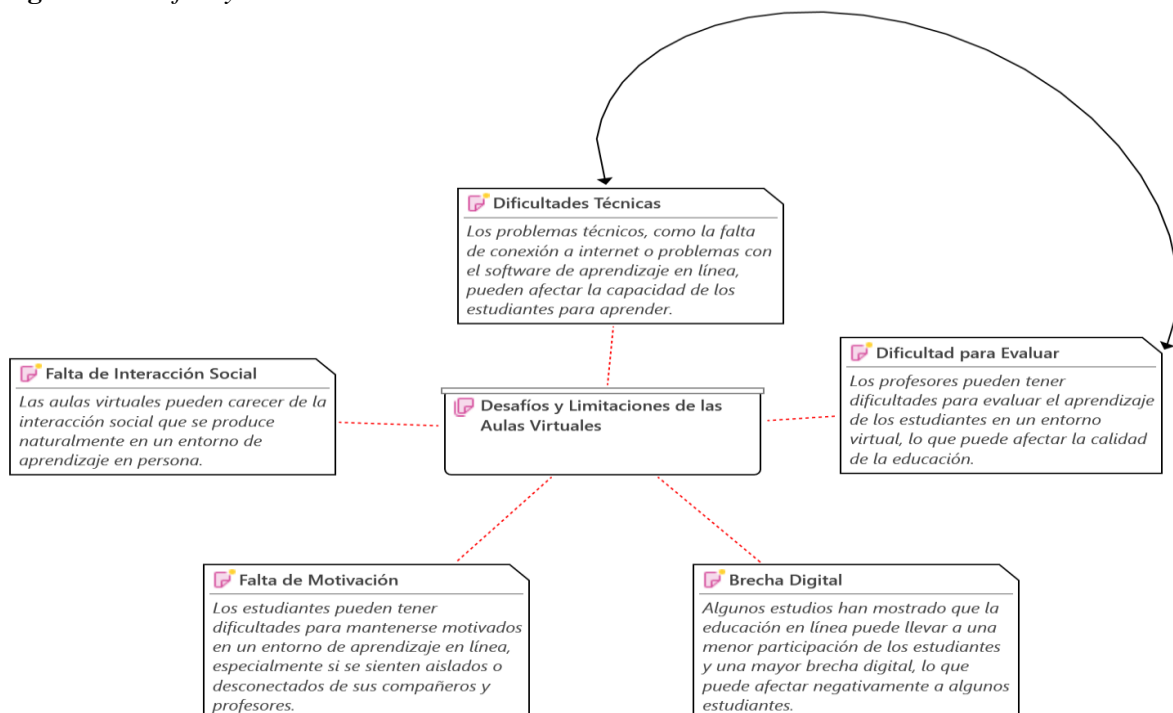 Dificultades Técnicas
Los problemas técnicos, como la falta
de conexión a internet o problemas con
el software de aprendizaje en línea,
pueden afectar la capacidad de los
estudiantes para aprender.
Falta de Interacción Social
Las aulas virtuales pueden carecer de la
interacción social que se produce
naturalmente en un entorno de
aprendizaje en persona.
Desafíos y Limitaciones de las
Aulas Virtuales
Dificultad para Evaluar
Los profesores pueden tener
dificultades para evaluar el aprendizaje
de los estudiantes en un entorno
virtual, lo que puede afectar la calidad
de la educación.
Falta de Motivación
Los estudiantes pueden tener
dificultades para mantenerse motivados
en un entorno de aprendizaje en línea,
especialmente si se sienten aislados o
desconectados de sus compañeros y
profesores.
Brecha Digital
Algunos estudios han mostrado que la
educación en línea puede llevar a una
menor participación de los estudiantes
y una mayor brecha digital, lo que
puede afectar negativamente a algunos
estudiantes.